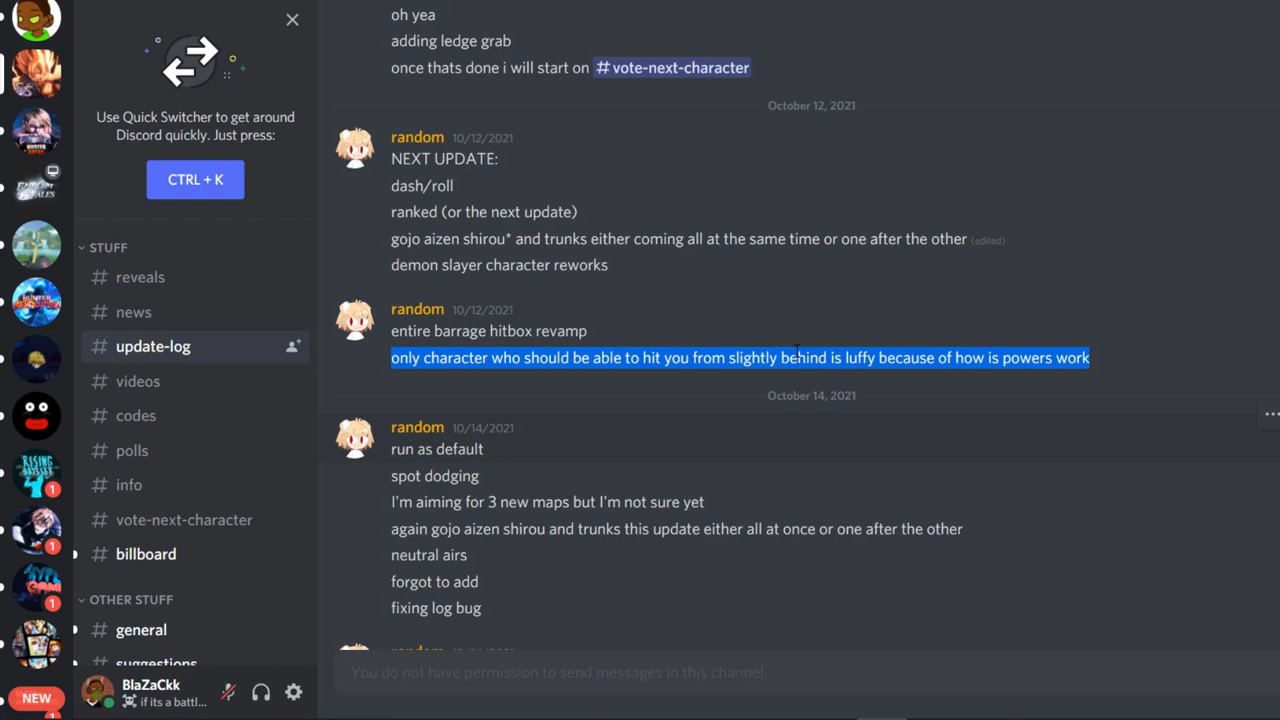 oh yea
adding ledge grab
once thats done i will start on # vote-next-character
Use Quick Switcher to get around
Discord quickly. Just press:
CTRL + K
STUFF
# reveals
# news
# update-log
# videos
# codes
# polls
# info
# vote-next-character
# billboard
OTHER STUFF
# general
# suggestions
October 12, 2021
random 10/12/2021
NEXT UPDATE:
dash/roll
ranked (or the next update)
gojo aizen shirou* and trunks either coming all at the same time or one after the other (edited)
demon slayer character reworks
random 10/12/2021
entire barrage hitbox revamp
only character who should be able to hit you from slightly behind is luffy because of how is powers work
October 14, 2021
random 10/14/2021
run as default
spot dodging
I'm aiming for 3 new maps but I'm not sure yet
again gojo aizen shirou and trunks this update either all at once or one after the other
neutral airs
forgot to add
fixing log bug
You do not have permission to send messages in this channel.
RISING
ODYSSEY
1
1
1
NEW
BlaZaCkk
if its a battl...